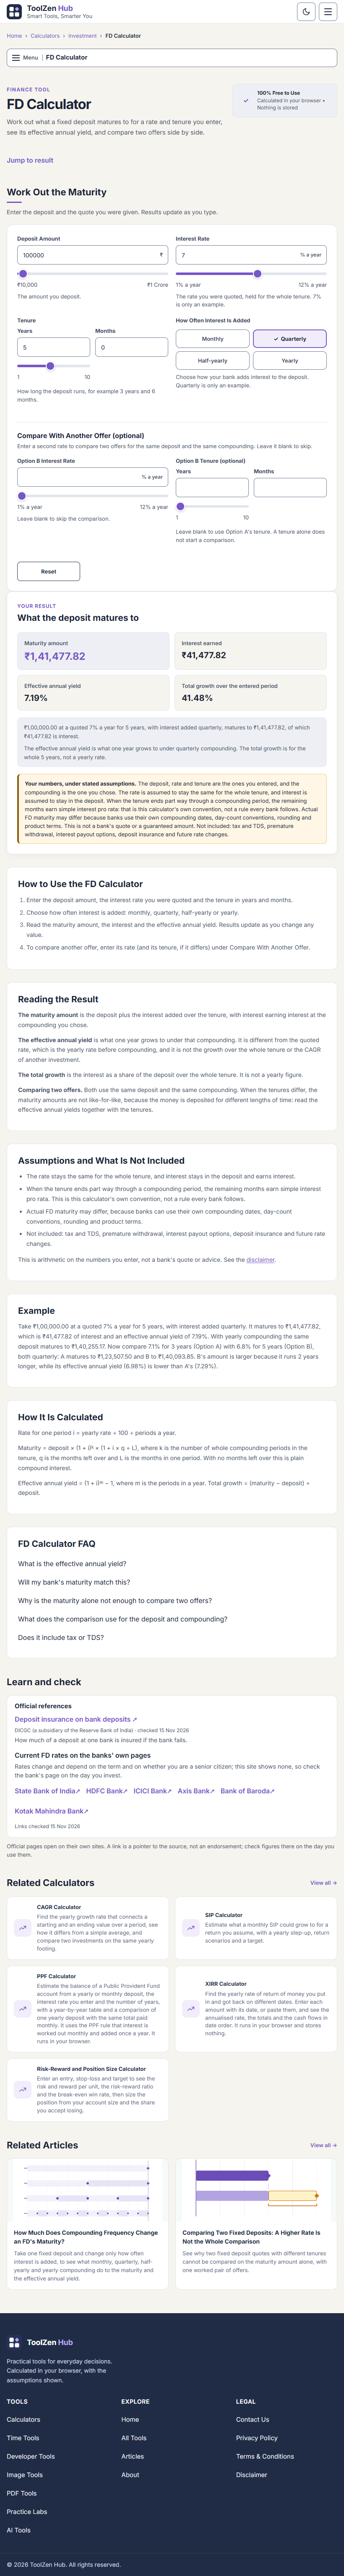 ToolZen Hub
Smart Tools, Smarter You
Home › Calculators › Investment › FD Calculator
Menu | FD Calculator
FINANCE TOOL
FD Calculator
Work out what a fixed deposit matures to for a rate and tenure you enter,
see its effective annual yield, and compare two offers side by side.
100% Free to Use
Calculated in your browser •
Nothing is stored
Jump to result
Work Out the Maturity
Enter the deposit and the quote you were given. Results update as you type.
Deposit Amount
100000 ₹
₹10,000 ₹1 Crore
The amount you deposit.
Interest Rate
7 % a year
1% a year 12% a year
The rate you were quoted, held for the whole tenure. 7%
is only an example.
Tenure
Years Months
5 0
1 10
How long the deposit runs, for example 3 years and 6
months.
How Often Interest Is Added
Monthly ✓ Quarterly
Half-yearly Yearly
Choose how your bank adds interest to the deposit.
Quarterly is only an example.
Compare With Another Offer (optional)
Enter a second rate to compare two offers for the same deposit and the same compounding. Leave it blank to skip.
Option B Interest Rate
% a year
1% a year 12% a year
Leave blank to skip the comparison.
Option B Tenure (optional)
Years Months
1 10
Leave blank to use Option A's tenure. A tenure alone does
not start a comparison.
Reset
YOUR RESULT
What the deposit matures to
Maturity amount
₹1,41,477.82
Interest earned
₹41,477.82
Effective annual yield
7.19%
Total growth over the entered period
41.48%
₹1,00,000.00 at a quoted 7% a year for 5 years, with interest added quarterly, matures to ₹1,41,477.82, of which
₹41,477.82 is interest.
The effective annual yield is what one year grows to under quarterly compounding. The total growth is for the
whole 5 years, not a yearly rate.
Your numbers, under stated assumptions. The deposit, rate and tenure are the ones you entered, and the
compounding is the one you chose. The rate is assumed to stay the same for the whole tenure, and interest is
assumed to stay in the deposit. When the tenure ends part way through a compounding period, the remaining
months earn simple interest pro rata: that is this calculator's own convention, not a rule every bank follows. Actual
FD maturity may differ because banks use their own compounding dates, day-count conventions, rounding and
product terms. This is not a bank's quote or a guaranteed amount. Not included: tax and TDS, premature
withdrawal, interest payout options, deposit insurance and future rate changes.
How to Use the FD Calculator
1. Enter the deposit amount, the interest rate you were quoted and the tenure in years and months.
2. Choose how often interest is added: monthly, quarterly, half-yearly or yearly.
3. Read the maturity amount, the interest and the effective annual yield. Results update as you change any
value.
4. To compare another offer, enter its rate (and its tenure, if it differs) under Compare With Another Offer.
Reading the Result
The maturity amount is the deposit plus the interest added over the tenure, with interest earning interest at the
compounding you chose.
The effective annual yield is what one year grows to under that compounding. It is different from the quoted
rate, which is the yearly rate before compounding, and is not the growth over the whole tenure or the CAGR
of another investment.
The total growth is the interest as a share of the deposit over the whole tenure. It is not a yearly figure.
Comparing two offers. Both use the same deposit and the same compounding. When the tenures differ, the
maturity amounts are not like-for-like, because the money is deposited for different lengths of time: read the
effective annual yields together with the tenures.
Assumptions and What Is Not Included
• The rate stays the same for the whole tenure, and interest stays in the deposit and earns interest.
• When the tenure ends part way through a compounding period, the remaining months earn simple interest
pro rata. This is this calculator's own convention, not a rule every bank follows.
• Actual FD maturity may differ, because banks can use their own compounding dates, day-count
conventions, rounding and product terms.
• Not included: tax and TDS, premature withdrawal, interest payout options, deposit insurance and future rate
changes.
This is arithmetic on the numbers you enter, not a bank's quote or advice. See the disclaimer.
Example
Take ₹1,00,000.00 at a quoted 7% a year for 5 years, with interest added quarterly. It matures to ₹1,41,477.82,
which is ₹41,477.82 of interest and an effective annual yield of 7.19%. With yearly compounding the same
deposit matures to ₹1,40,255.17. Now compare 7.1% for 3 years (Option A) with 6.8% for 5 years (Option B),
both quarterly: A matures to ₹1,23,507.50 and B to ₹1,40,093.85. B's amount is larger because it runs 2 years
longer, while its effective annual yield (6.98%) is lower than A's (7.29%).
How It Is Calculated
Rate for one period i = yearly rate ÷ 100 ÷ periods a year.
Maturity = deposit × (1 + i)ᵏ × (1 + i × q ÷ L), where k is the number of whole compounding periods in the
tenure, q is the months left over and L is the months in one period. With no months left over this is plain
compound interest.
Effective annual yield = (1 + i)ᵐ − 1, where m is the periods in a year. Total growth = (maturity − deposit) ÷
deposit.
FD Calculator FAQ
What is the effective annual yield?
Will my bank's maturity match this?
Why is the maturity alone not enough to compare two offers?
What does the comparison use for the deposit and compounding?
Does it include tax or TDS?
Learn and check
Official references
Deposit insurance on bank deposits ↗
DICGC (a subsidiary of the Reserve Bank of India) · checked 15 Nov 2026
How much of a deposit at one bank is insured if the bank fails.
Current FD rates on the banks' own pages
Rates change and depend on the term and on whether you are a senior citizen; this site shows none, so check
the bank's page on the day you invest.
State Bank of India↗ HDFC Bank↗ ICICI Bank↗ Axis Bank↗ Bank of Baroda↗
Kotak Mahindra Bank↗
Links checked 15 Nov 2026
Official pages open on their own sites. A link is a pointer to the source, not an endorsement; check figures there on the day you
use them.
Related Calculators View all →
CAGR Calculator
Find the yearly growth rate that connects a
starting and an ending value over a period, see
how it differs from a simple average, and
compare two investments on the same yearly
footing.
SIP Calculator
Estimate what a monthly SIP could grow to for a
return you assume, with a yearly step-up, return
scenarios and a target.
PPF Calculator
Estimate the balance of a Public Provident Fund
account from a yearly or monthly deposit, the
interest rate you enter and the number of years,
with a year-by-year table and a comparison of
one yearly deposit with the same total paid
monthly. It uses the PPF rule that interest is
worked out monthly and added once a year. It
runs in your browser.
XIRR Calculator
Find the yearly rate of return of money you put
in and got back on different dates. Enter each
amount with its date, or paste them, and see the
annualised rate, the totals and the cash flows in
date order. It runs in your browser and stores
nothing.
Risk-Reward and Position Size Calculator
Enter an entry, stop-loss and target to see the
risk and reward per unit, the risk-reward ratio
and the break-even win rate, then size the
position from your account and the share
you accept losing.
Related Articles View all →
How Much Does Compounding Frequency Change
an FD's Maturity?
Take one fixed deposit and change only how often
interest is added, to see what monthly, quarterly, half-
yearly and yearly compounding do to the maturity and
the effective annual yield.
Comparing Two Fixed Deposits: A Higher Rate Is
Not the Whole Comparison
See why two fixed deposit quotes with different tenures
cannot be compared on the maturity amount alone, with
one worked pair of offers.
ToolZen Hub
Practical tools for everyday decisions.
Calculated in your browser, with the
assumptions shown.
TOOLS
Calculators
Time Tools
Developer Tools
Image Tools
PDF Tools
Practice Labs
AI Tools
EXPLORE
Home
All Tools
Articles
About
LEGAL
Contact Us
Privacy Policy
Terms & Conditions
Disclaimer
© 2026 ToolZen Hub. All rights reserved.